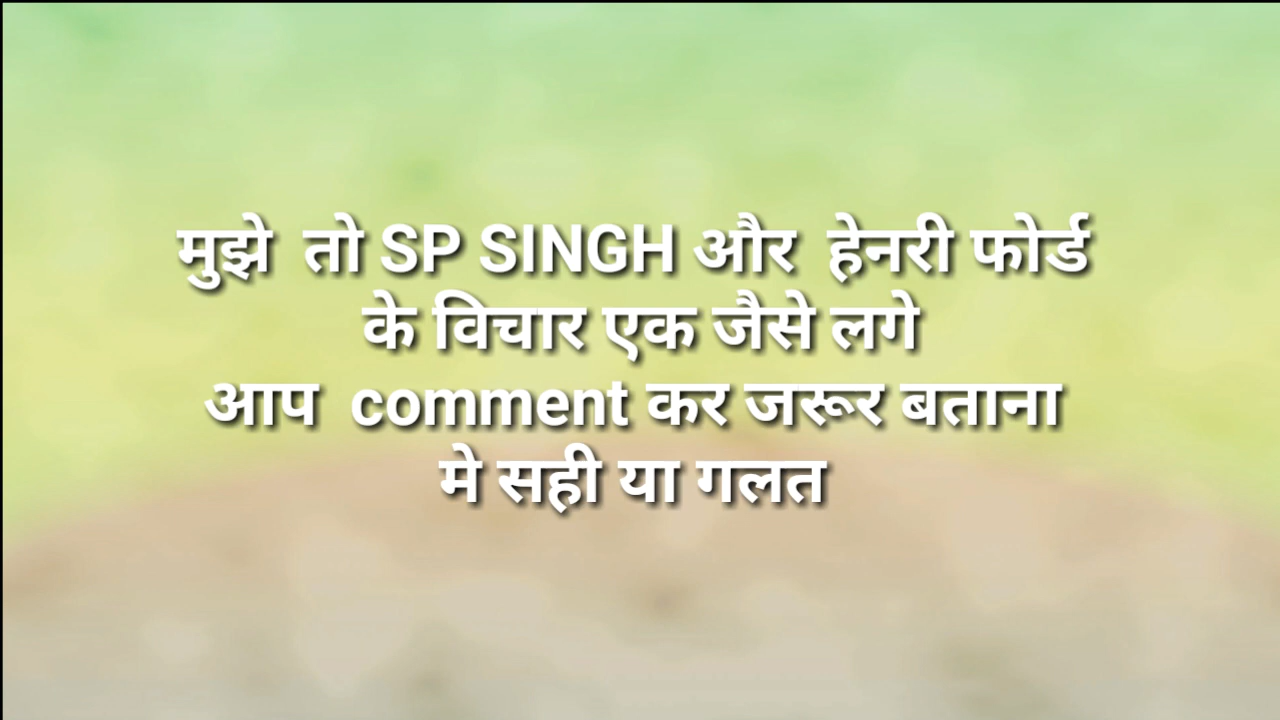 मुझे तो SP SINGH और हेनरी फोर्ड
के विचार एक जैसे लगे
आप comment कर जरूर बताना
मे सही या गलत